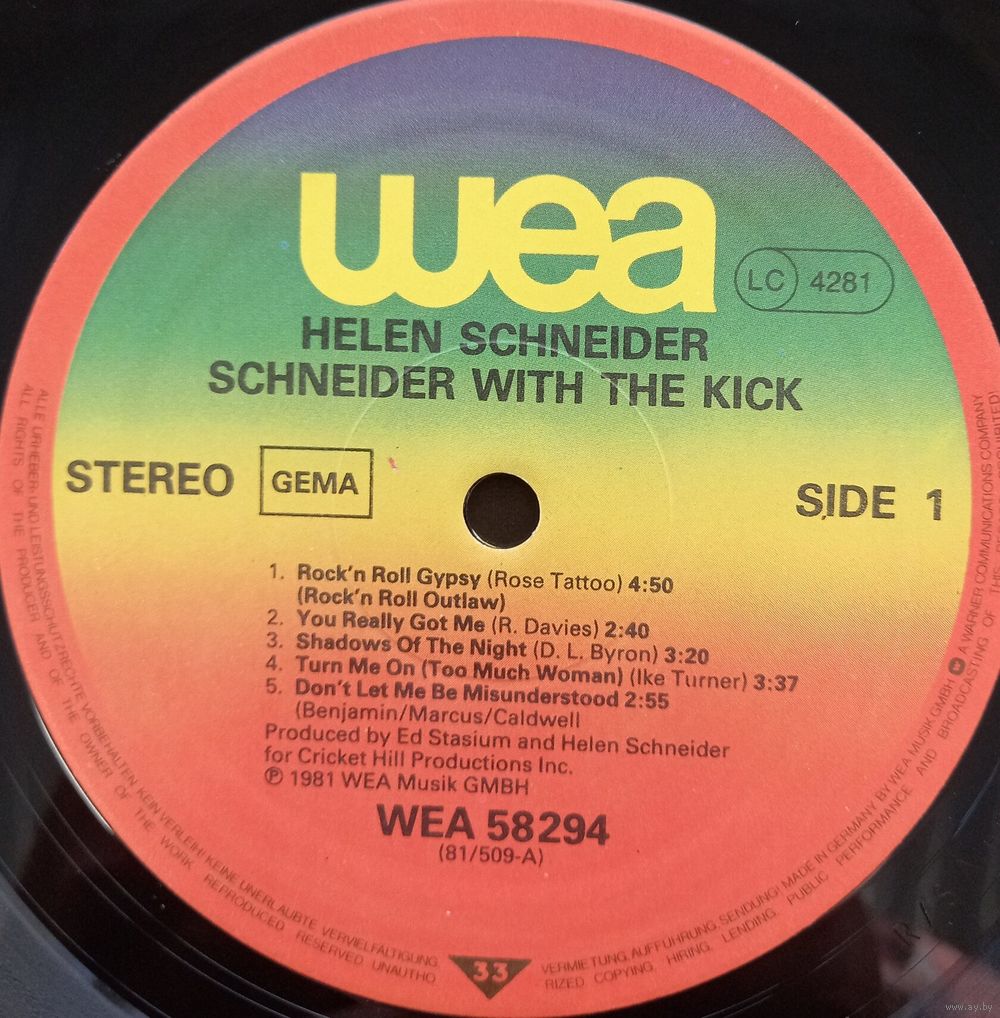 wea
LC 4281
HELEN SCHNEIDER
SCHNEIDER WITH THE KICK
STEREO GEMA SIDE 1
1. Rock'n Roll Gypsy (Rose Tattoo) 4:50
(Rock'n Roll Outlaw)
2. You Really Got Me (R. Davies) 2:40
3. Shadows Of The Night (D. L. Byron) 3:20
4. Turn Me On (Too Much Woman) (Ike Turner) 3:37
5. Don't Let Me Be Misunderstood 2:55
(Benjamin/Marcus/Caldwell
Produced by Ed Stasium and Helen Schneider
for Cricket Hill Productions Inc.
℗ 1981 WEA Musik GMBH
WEA 58294
(81/509-A)
33
ALLE URHEBER- UND LEISTUNGSSCHUTZRECHTE VORBEHALTEN KEIN VERLEIH! KEINE UNERLAUBTE VERVIELFÄLTIGUNG, VERMIETUNG, AUFFÜHRUNG, SENDUNG! MADE IN GERMANY BY WEA MUSIK GMBH A WARNER COMMUNICATIONS COMPANY
ALL RIGHTS OF THE PRODUCER AND OF THE OWNER OF THE WORK REPRODUCED RESERVED UNAUTHORIZED COPYING, HIRING, LENDING, PUBLIC PERFORMANCE AND BROADCASTING OF THIS
www.ay.by